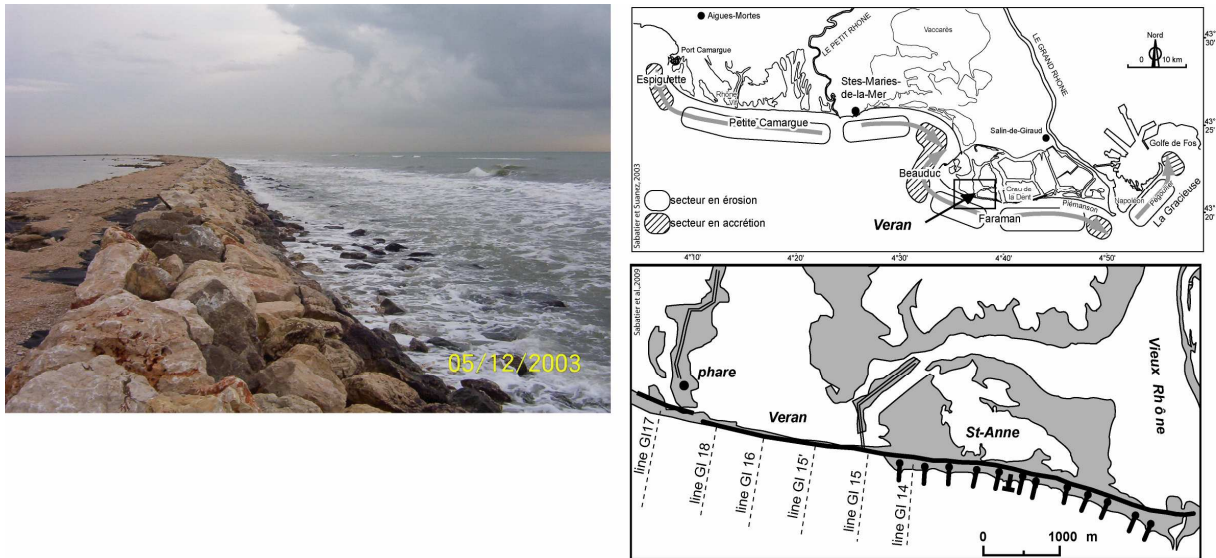 05/12/2003
Aigues-Mortes
Port Camargue
Espiguette
Rhône
Vif
Petite Camargue
LE PETIT RHONE
Stes-Maries-
de-la-Mer
Vaccarès
LE GRAND RHONE
Nord
0 10 km
43°
30'
43°
25'
43°
20'
Salin-de-Giraud
Golfe de Fos
Beauduc
Creu de
la Dent
Veran
Faraman
Piémanson
Napoléon
Pégoulier
La Gracieuse
secteur en érosion
secteur en accrétion
Sabatier et Suanez, 2003
4°10'
4°20'
4°30'
4°40'
4°50'
Sabatier et al.,2009
phare
Veran
St-Anne
Vieux Rhône
line GI17
line GI 18
line GI 16
line GI 15'
line GI 15
line GI 14
0 1000 m